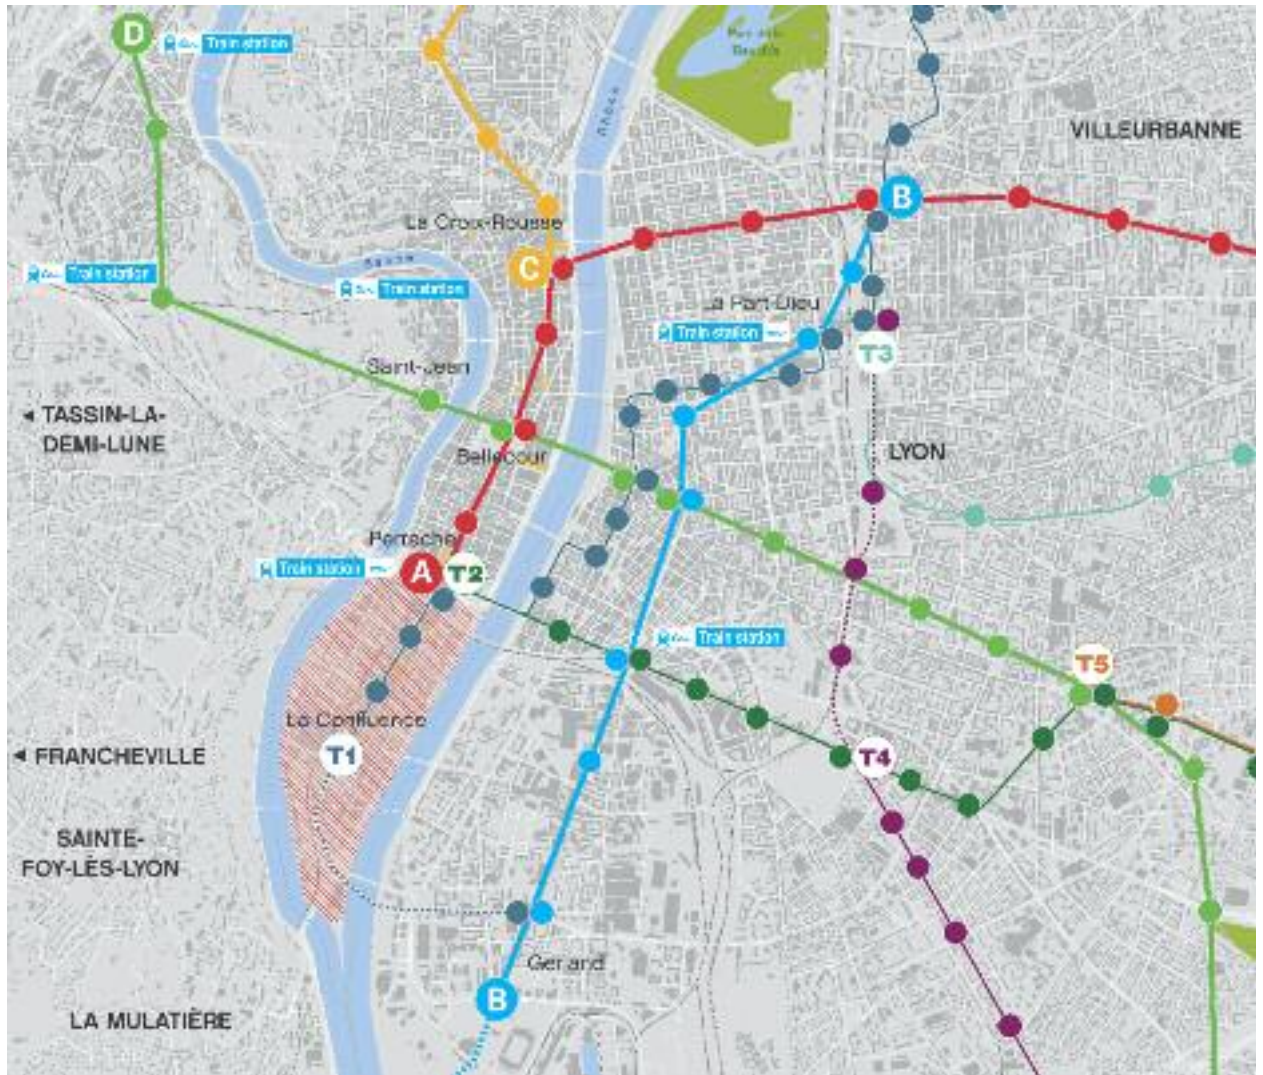 D
Train station
Rhône
VILLEURBANNE
B
La Croix-Rousse
C
Saône
Train station
Train station
La Part-Dieu
Train station
T3
Saint-Jean
◄ TASSIN-LA-
DEMI-LUNE
LYON
Bellecour
Perrache
Train station
A
T2
Train station
T5
La Confluence
T1
◄ FRANCHEVILLE
T4
SAINTE-
FOY-LÈS-LYON
Gerland
B
LA MULATIÈRE